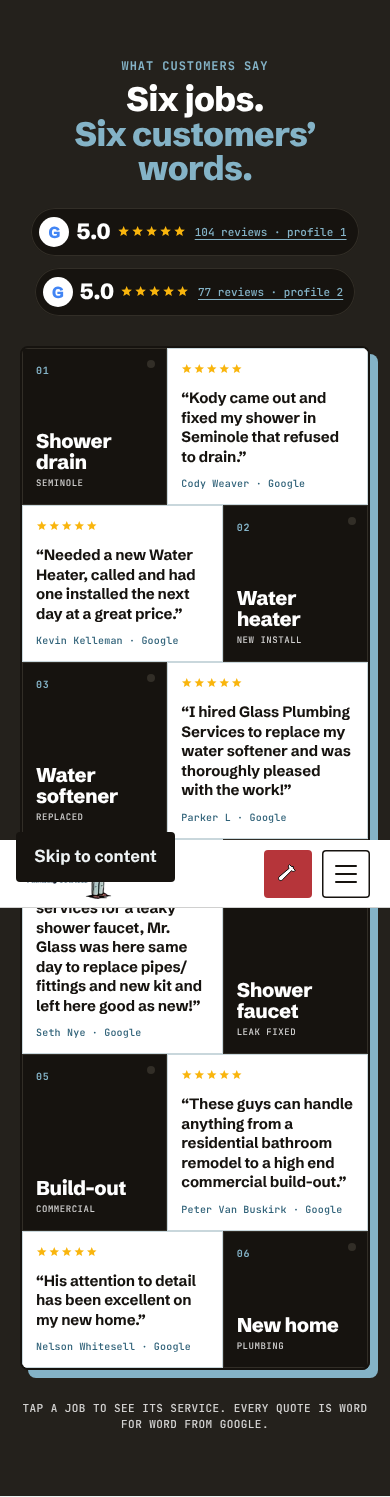 WHAT CUSTOMERS SAY
Six jobs.
Six customers’
words.
G 5.0 ★★★★★ 104 reviews · profile 1
G 5.0 ★★★★★ 77 reviews · profile 2
01
Shower
drain
SEMINOLE
★★★★★
“Kody came out and
fixed my shower in
Seminole that refused
to drain.”
Cody Weaver · Google
★★★★★
“Needed a new Water
Heater, called and had
one installed the next
day at a great price.”
Kevin Kelleman · Google
02
Water
heater
NEW INSTALL
03
Water
softener
REPLACED
★★★★★
“I hired Glass Plumbing
Services to replace my
water softener and was
thoroughly pleased
with the work!”
Parker L · Google
Skip to content
services for a leaky
shower faucet, Mr.
Glass was here same
day to replace pipes/
fittings and new kit and
left here good as new!”
Seth Nye · Google
Shower
faucet
LEAK FIXED
05
Build-out
COMMERCIAL
★★★★★
“These guys can handle
anything from a
residential bathroom
remodel to a high end
commercial build-out.”
Peter Van Buskirk · Google
★★★★★
“His attention to detail
has been excellent on
my new home.”
Nelson Whitesell · Google
06
New home
PLUMBING
TAP A JOB TO SEE ITS SERVICE. EVERY QUOTE IS WORD
FOR WORD FROM GOOGLE.